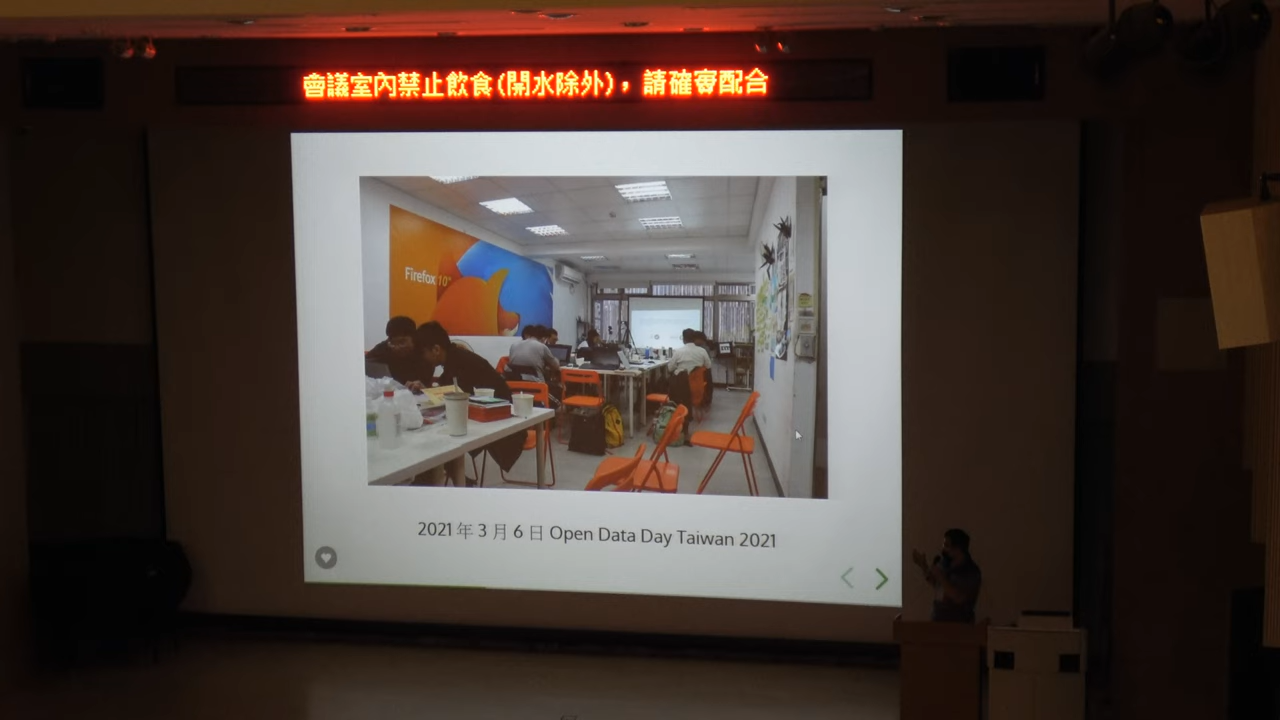 會議室內禁止飲食(開水除外)，請確實配合
Firefox 10th
2021 年 3 月 6 日 Open Data Day Taiwan 2021